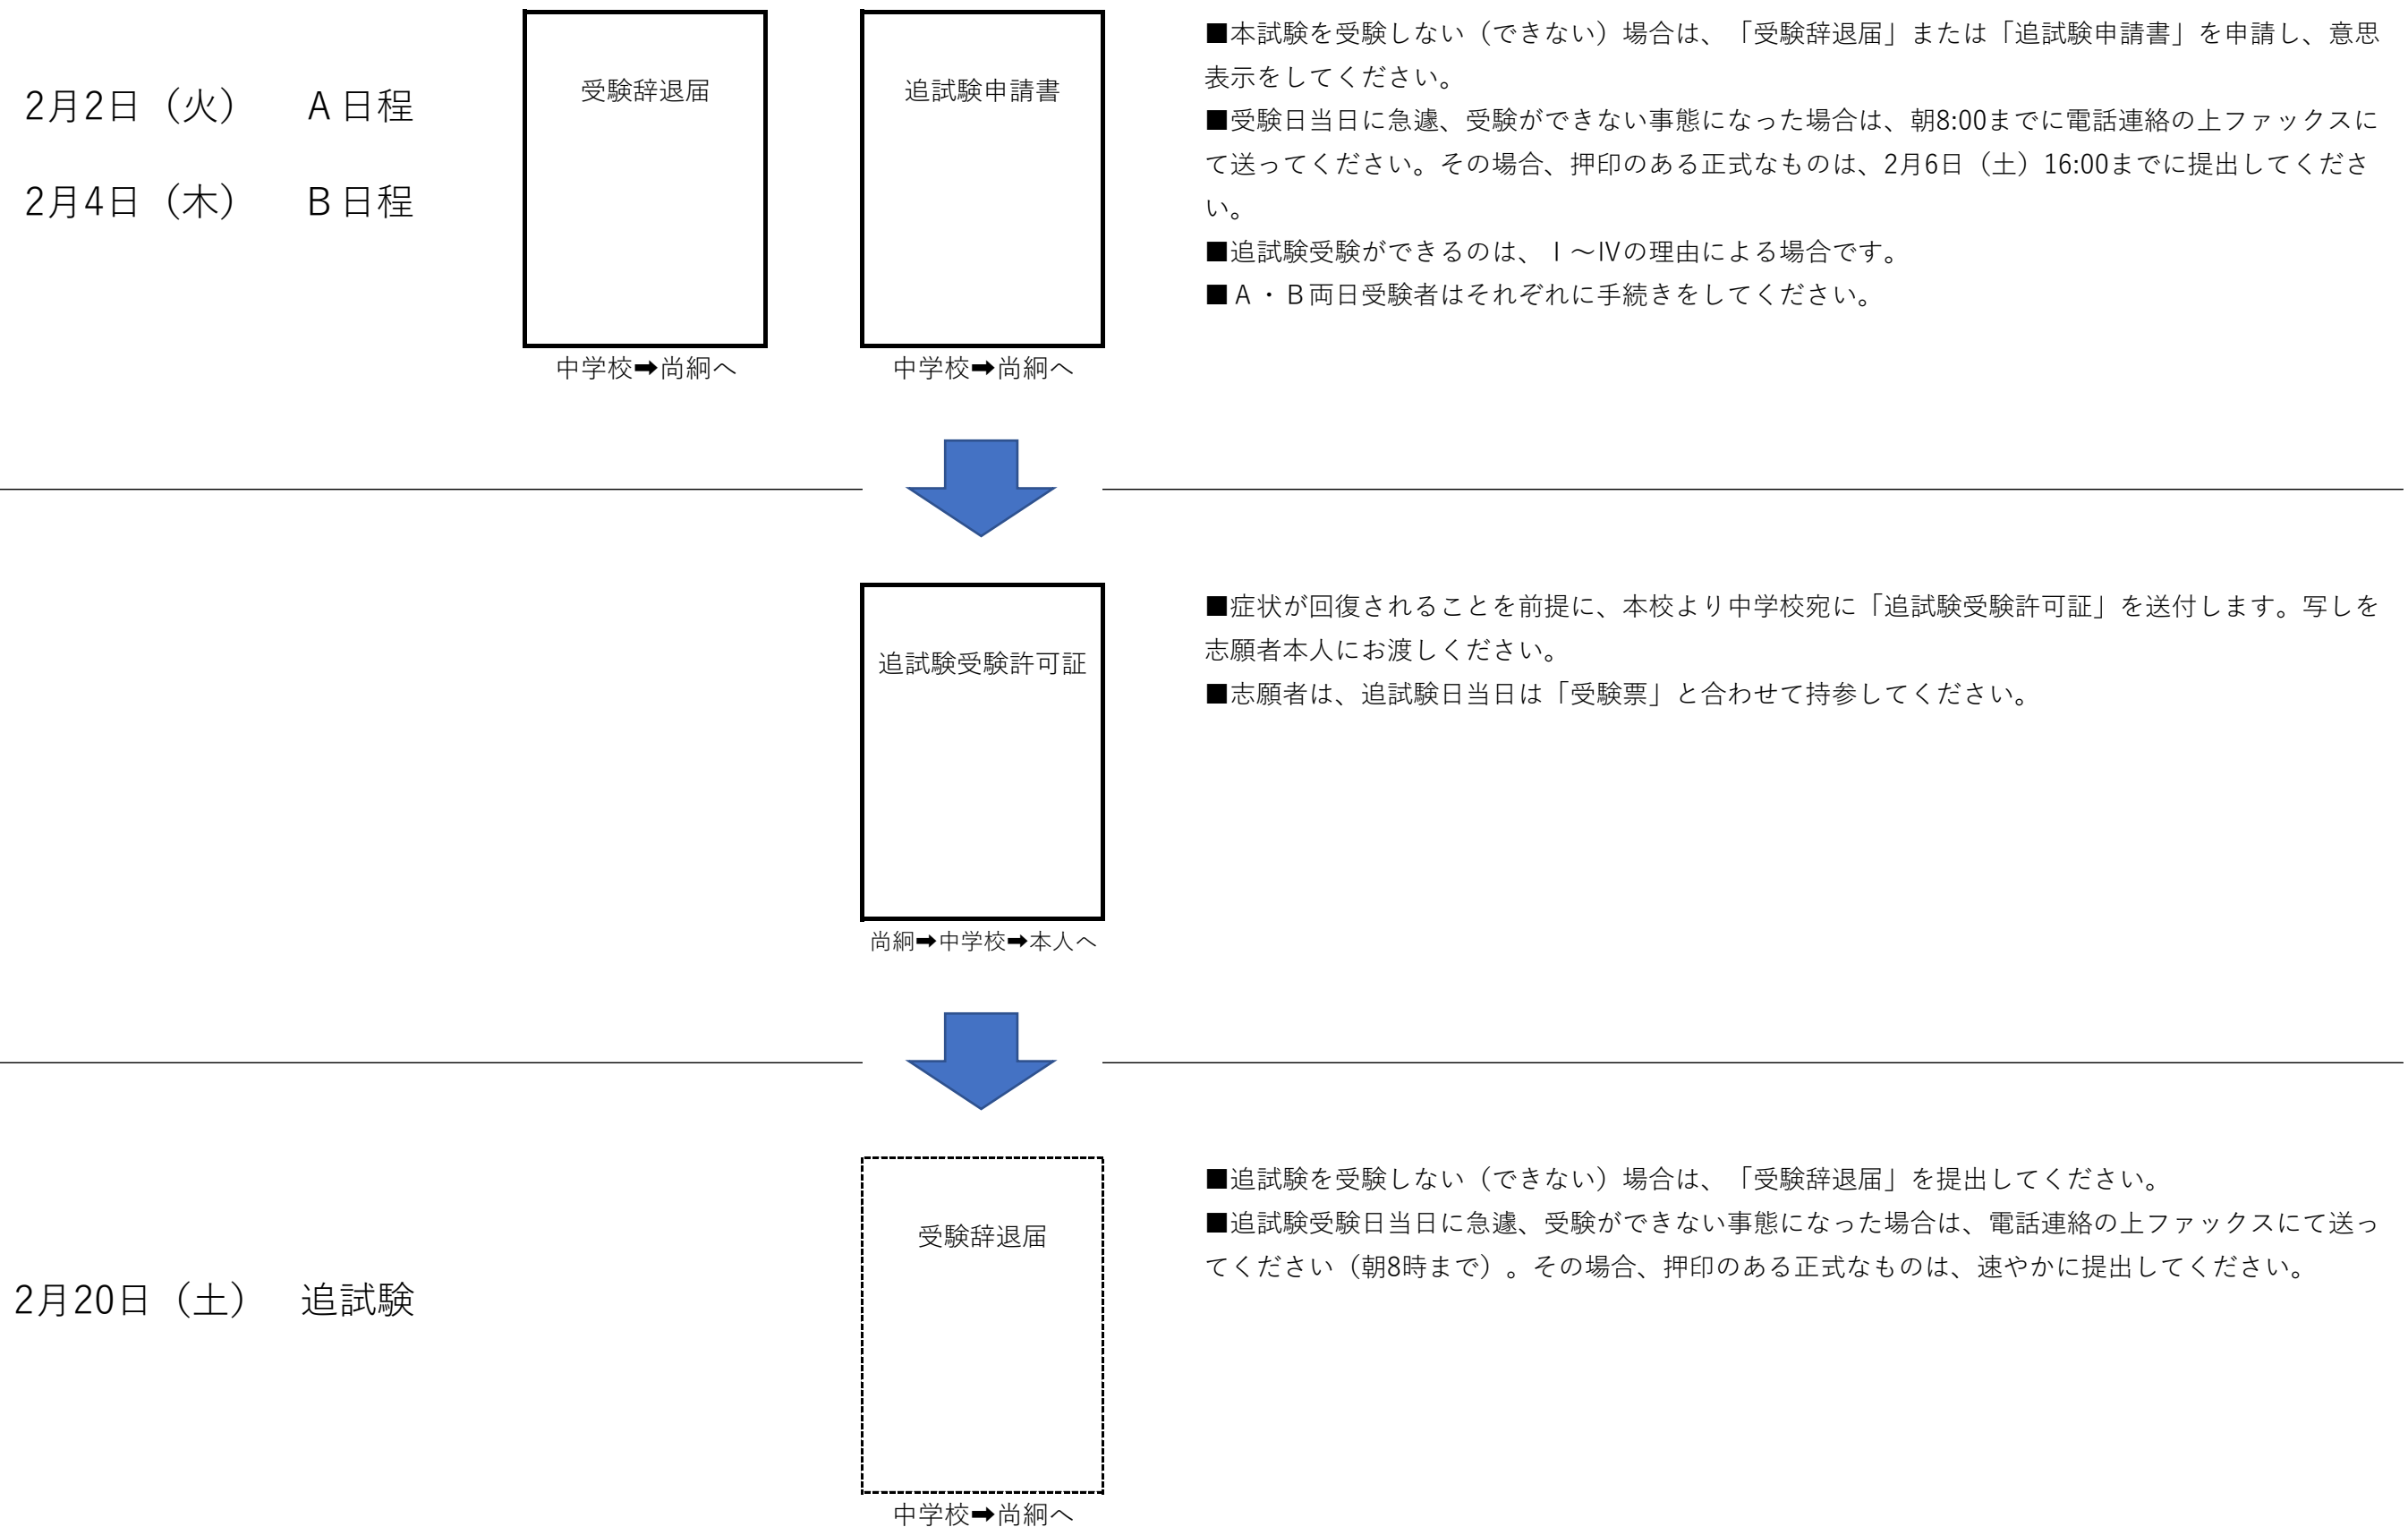 2月2日（火）　A日程
2月4日（木）　B日程
受験辞退届
中学校➡尚絅へ
追試験申請書
中学校➡尚絅へ
■本試験を受験しない（できない）場合は、「受験辞退届」または「追試験申請書」を申請し、意思
表示をしてください。
■受験日当日に急遽、受験ができない事態になった場合は、朝8:00までに電話連絡の上ファックスに
て送ってください。その場合、押印のある正式なものは、2月6日（土）16:00までに提出してくださ
い。
■追試験受験ができるのは、Ⅰ～Ⅳの理由による場合です。
■A・B両日受験者はそれぞれに手続きをしてください。
追試験受験許可証
尚絅➡中学校➡本人へ
■症状が回復されることを前提に、本校より中学校宛に「追試験受験許可証」を送付します。写しを
志願者本人にお渡しください。
■志願者は、追試験日当日は「受験票」と合わせて持参してください。
2月20日（土）　追試験
受験辞退届
中学校➡尚絅へ
■追試験を受験しない（できない）場合は、「受験辞退届」を提出してください。
■追試験受験日当日に急遽、受験ができない事態になった場合は、電話連絡の上ファックスにて送っ
てください（朝8時まで）。その場合、押印のある正式なものは、速やかに提出してください。